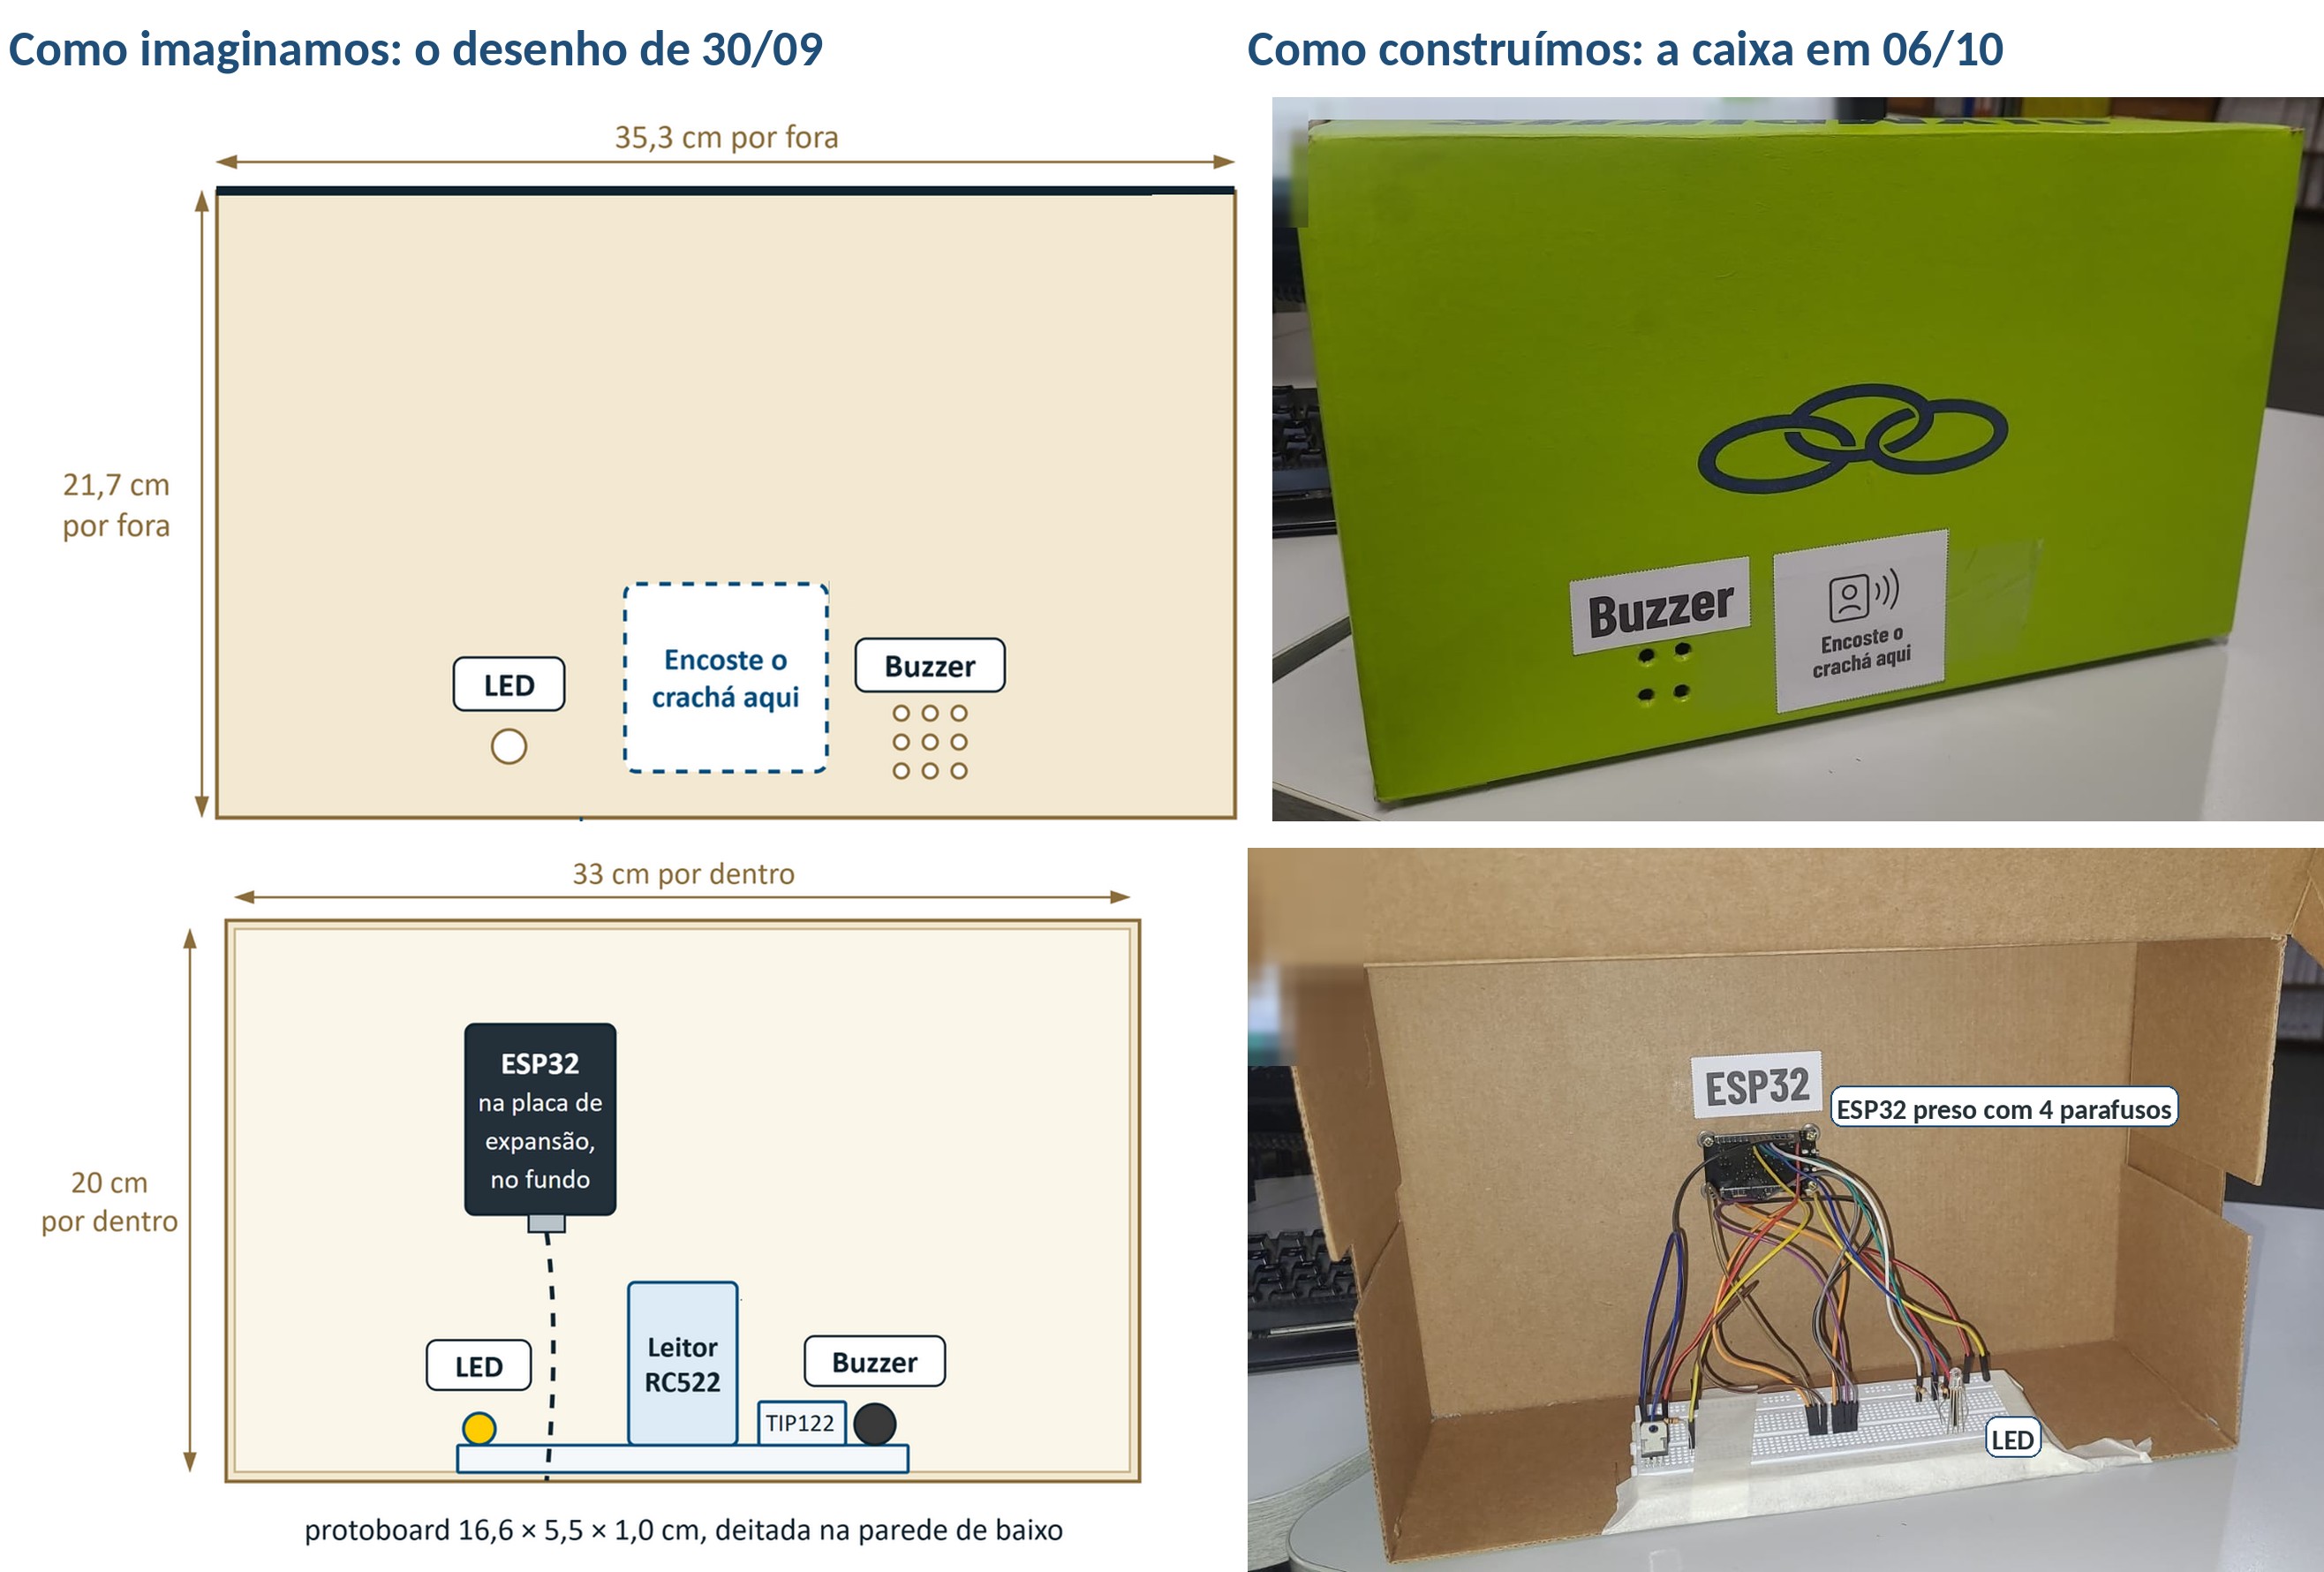 Como imaginamos: o desenho de 30/09
Como construímos: a caixa em 06/10
35,3 cm por fora
21,7 cm
por fora
Encoste o
crachá aqui
LED
Buzzer
Buzzer
Encoste o
crachá aqui
33 cm por dentro
20 cm
por dentro
ESP32
na placa de
expansão,
no fundo
Leitor
RC522
LED
TIP122
Buzzer
protoboard 16,6 × 5,5 × 1,0 cm, deitada na parede de baixo
ESP32
ESP32 preso com 4 parafusos
LED